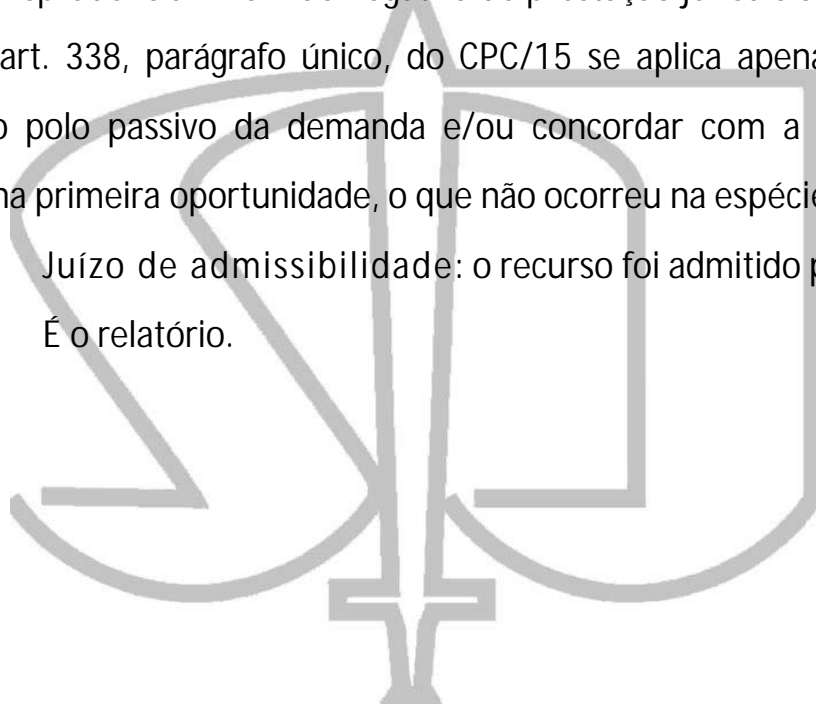 art. 338, parágrafo único, do CPC/15 se aplica
polo passivo da demanda e/ou concordar com a
na primeira oportunidade, o que não ocorreu na espécie
Juízo de admissibilidade: o recurso foi admitido
É o relatório.